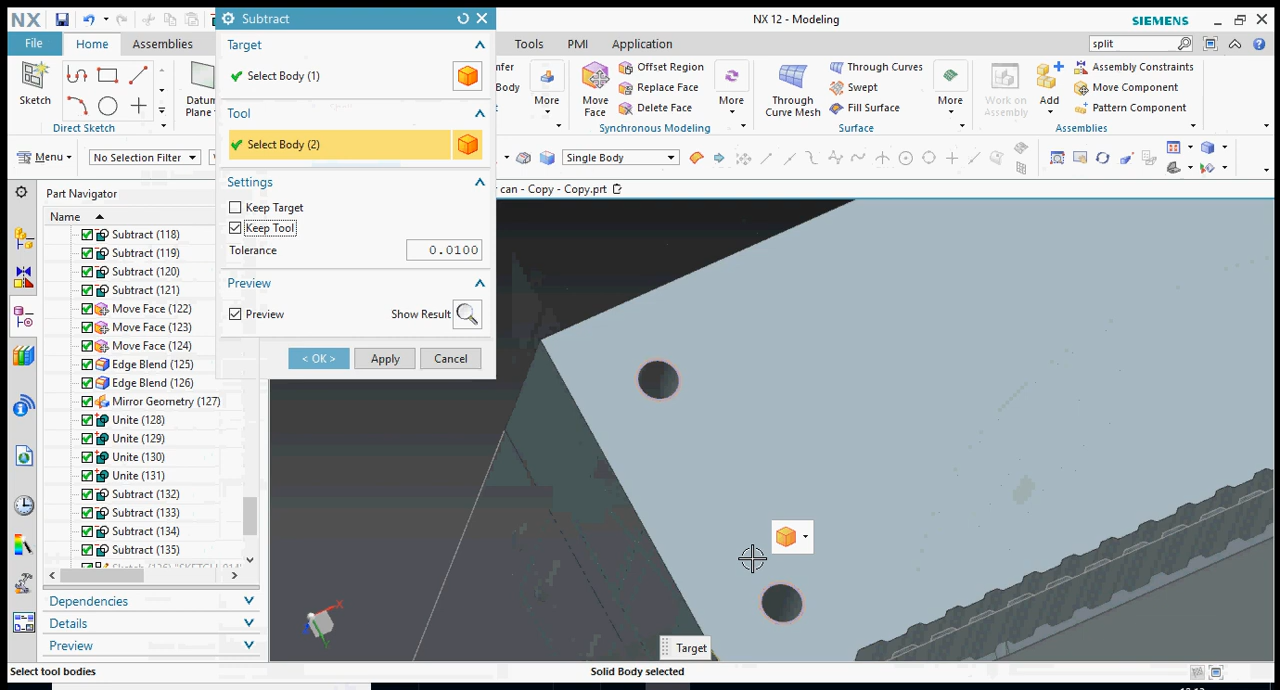 NX
Subtract
NX 12 - Modeling
SIEMENS
File
Home
Assemblies
Tools
PMI
Application
split
Target
Select Body (1)
Tool
Select Body (2)
Settings
Keep Target
Keep Tool
Tolerance
0.0100
Preview
Preview
Show Result
< OK >
Apply
Cancel
Sketch
Direct Sketch
Datum
Plane
Body
More
Move
Face
Offset Region
Replace Face
Delete Face
More
Synchronous Modeling
Through
Curve Mesh
Through Curves
Swept
Fill Surface
More
Surface
Work on
Assembly
Add
Assembly Constraints
Move Component
Pattern Component
Assemblies
Menu
No Selection Filter
Single Body
can - Copy - Copy.prt
Part Navigator
Name
Subtract (118)
Subtract (119)
Subtract (120)
Subtract (121)
Move Face (122)
Move Face (123)
Move Face (124)
Edge Blend (125)
Edge Blend (126)
Mirror Geometry (127)
Unite (128)
Unite (129)
Unite (130)
Unite (131)
Subtract (132)
Subtract (133)
Subtract (134)
Subtract (135)
Dependencies
Details
Preview
Target
Select tool bodies
Solid Body selected